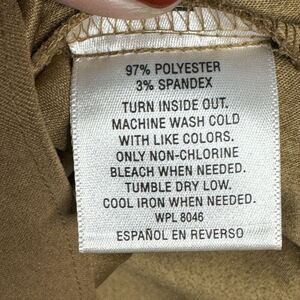 97% POLYESTER
3% SPANDEX
TURN INSIDE OUT.
MACHINE WASH COLD
WITH LIKE COLORS.
ONLY NON-CHLORINE
BLEACH WHEN NEEDED.
TUMBLE DRY LOW.
COOL IRON WHEN NEEDED.
WPL 8046
ESPAÑOL EN REVERSO